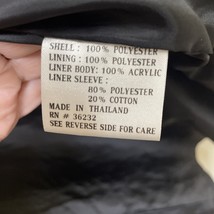 SHELL: 100% POLYESTER
LINING: 100% POLYESTER
LINER BODY: 100% ACRYLIC
LINER SLEEVE:
80% POLYESTER
20% COTTON
MADE IN THAILAND
RN # 36232
SEE REVERSE SIDE FOR CARE